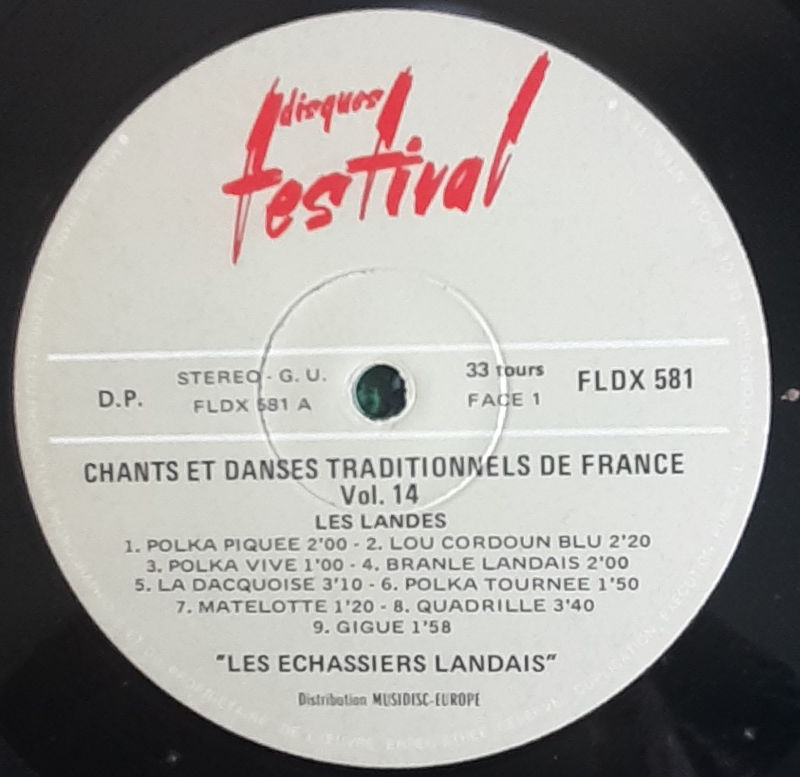 disques
festival
D.P.
STEREO - G. U.
FLDX 581 A
33 tours
FACE 1
FLDX 581
CHANTS ET DANSES TRADITIONNELS DE FRANCE
Vol. 14
LES LANDES
1. POLKA PIQUEE 2'00 - 2. LOU CORDOUN BLU 2'20
3. POLKA VIVE 1'00 - 4. BRANLE LANDAIS 2'00
5. LA DACQUOISE 3'10 - 6. POLKA TOURNEE 1'50
7. MATELOTTE 1'20 - 8. QUADRILLE 3'40
9. GIGUE 1'58
"LES ECHASSIERS LANDAIS"
Distribution MUSIDISC-EUROPE